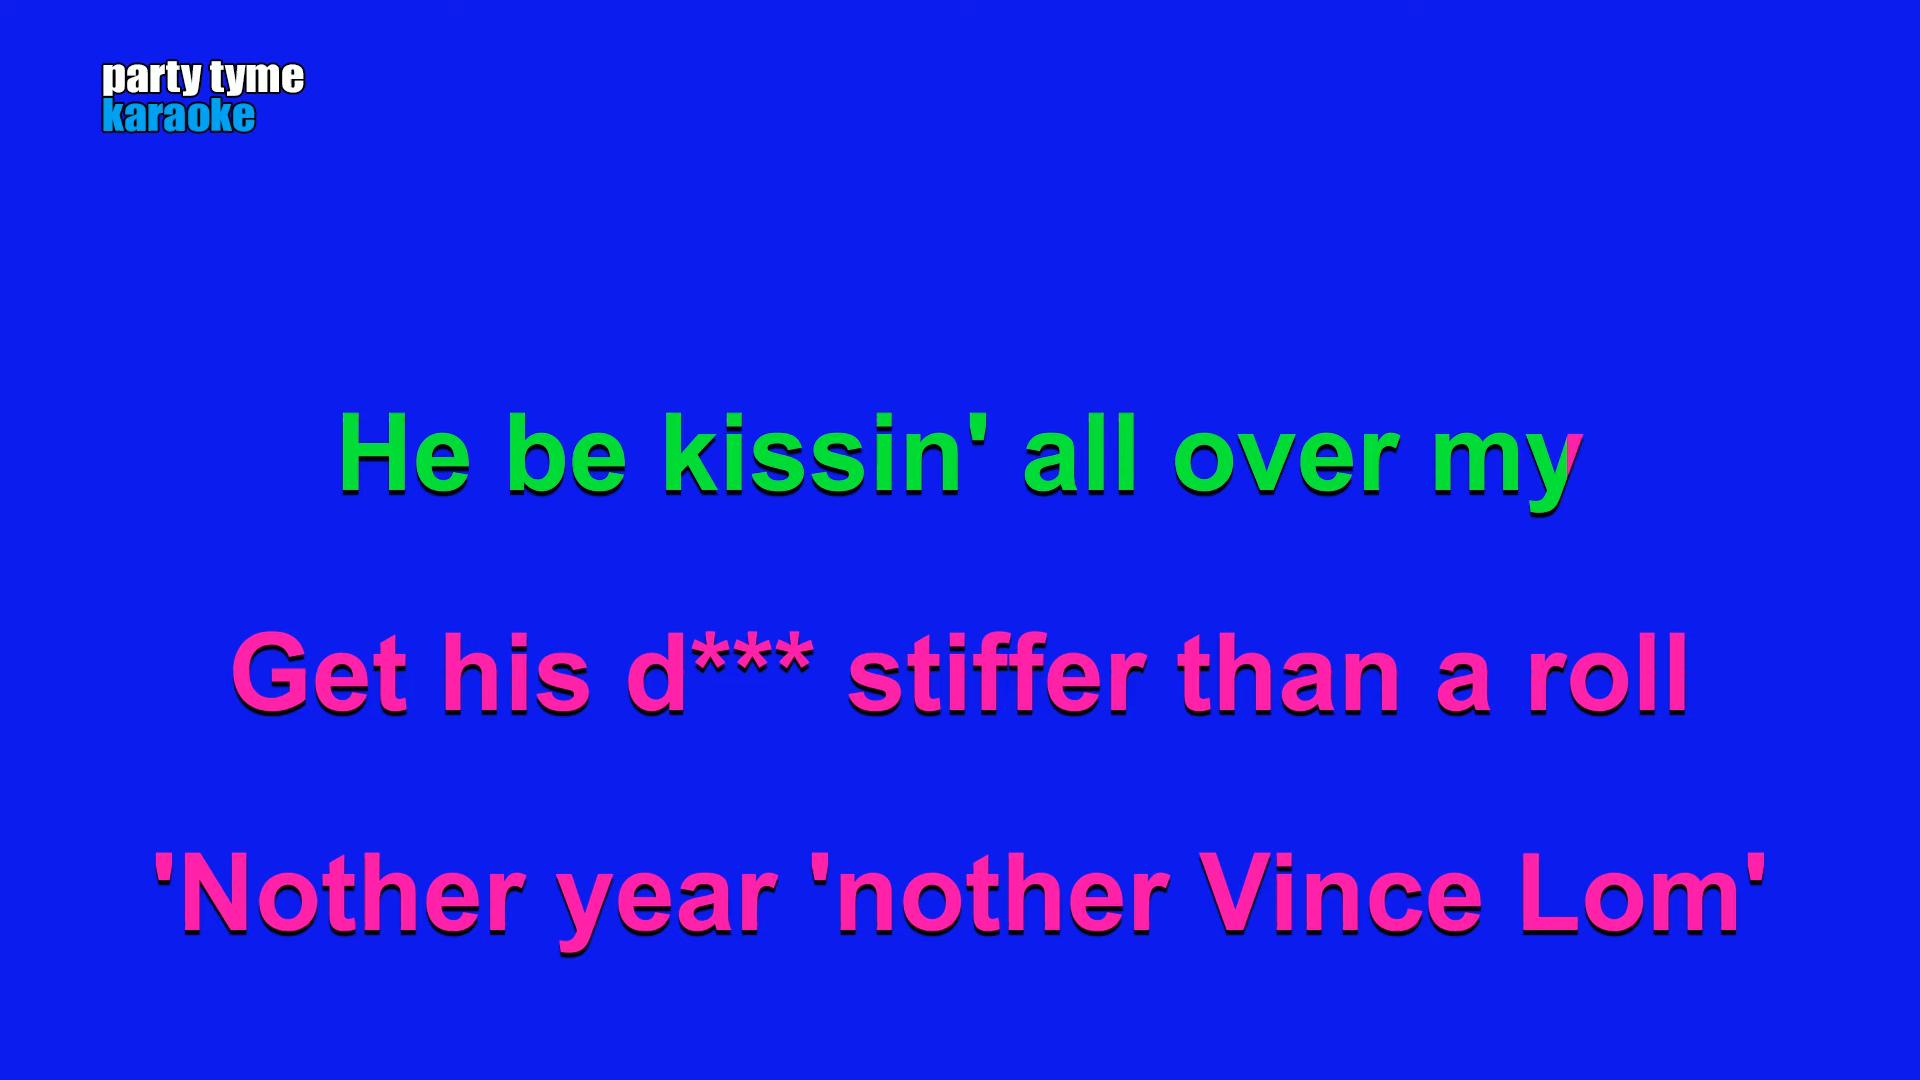 party tyme
karaoke
He be kissin' all over my
Get his d*** stiffer than a roll
'Nother year 'nother Vince Lom'